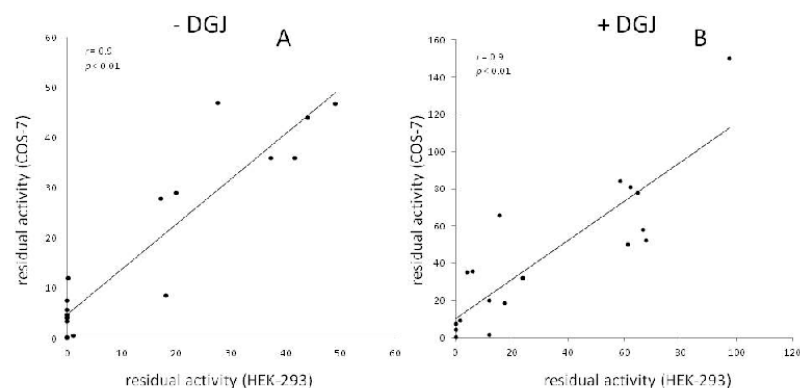 - DGJ
A
r= 0.9
p < 0.01
60
50
40
30
20
10
0
residual activity (COS-7)
0 10 20 30 40 50 60
residual activity (HEK-293)
+ DGJ
B
r = 0.9
p < 0.01
160
140
120
100
80
60
40
20
0
residual activity (COS-7)
0 20 40 60 80 100 120
residual activity (HEK-293)